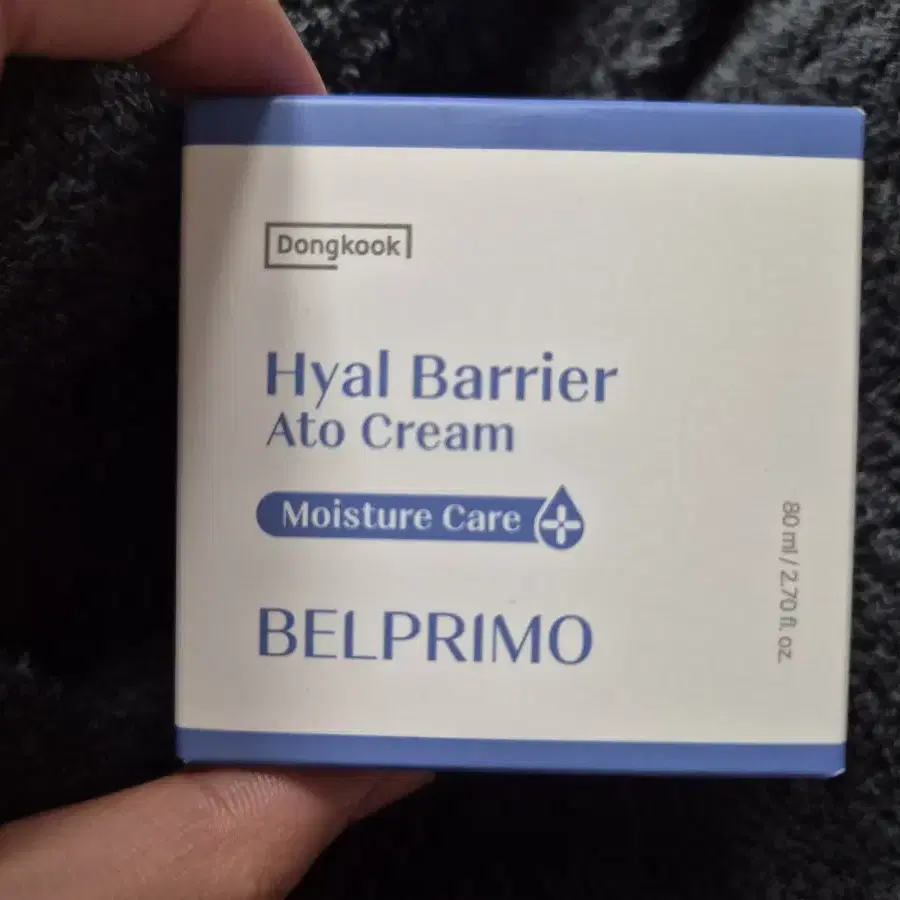 Dongkook
Hyal Barrier
Ato Cream
Moisture Care
BELPRIMO
80 ml / 2.70 fl. oz.